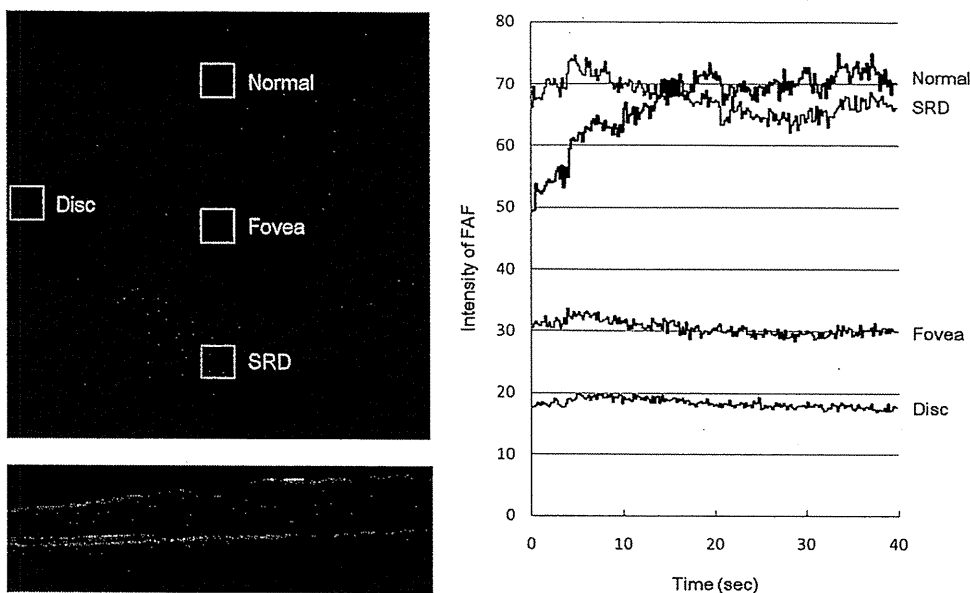 Normal
Disc
Fovea
SRD
Intensity of FAF
80
70
60
50
40
30
20
10
0
Normal
SRD
Fovea
Disc
0 10 20 30 40
Time (sec)